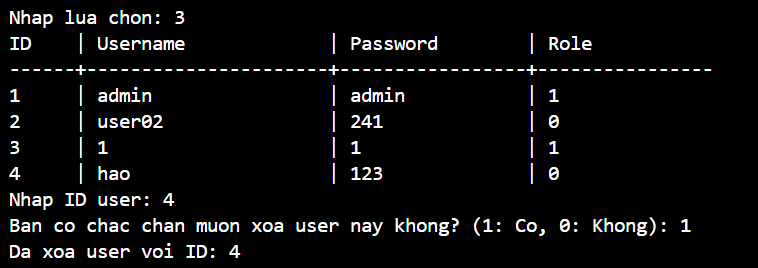 Nhap lua chon: 3
ID | Username | Password | Role
------+----------------------+-----------------+----------------
1 | admin | admin | 1
2 | user02 | 241 | 0
3 | 1 | 1 | 1
4 | hao | 123 | 0
Nhap ID user: 4
Ban co chac chan muon xoa user nay khong? (1: Co, 0: Khong): 1
Da xoa user voi ID: 4